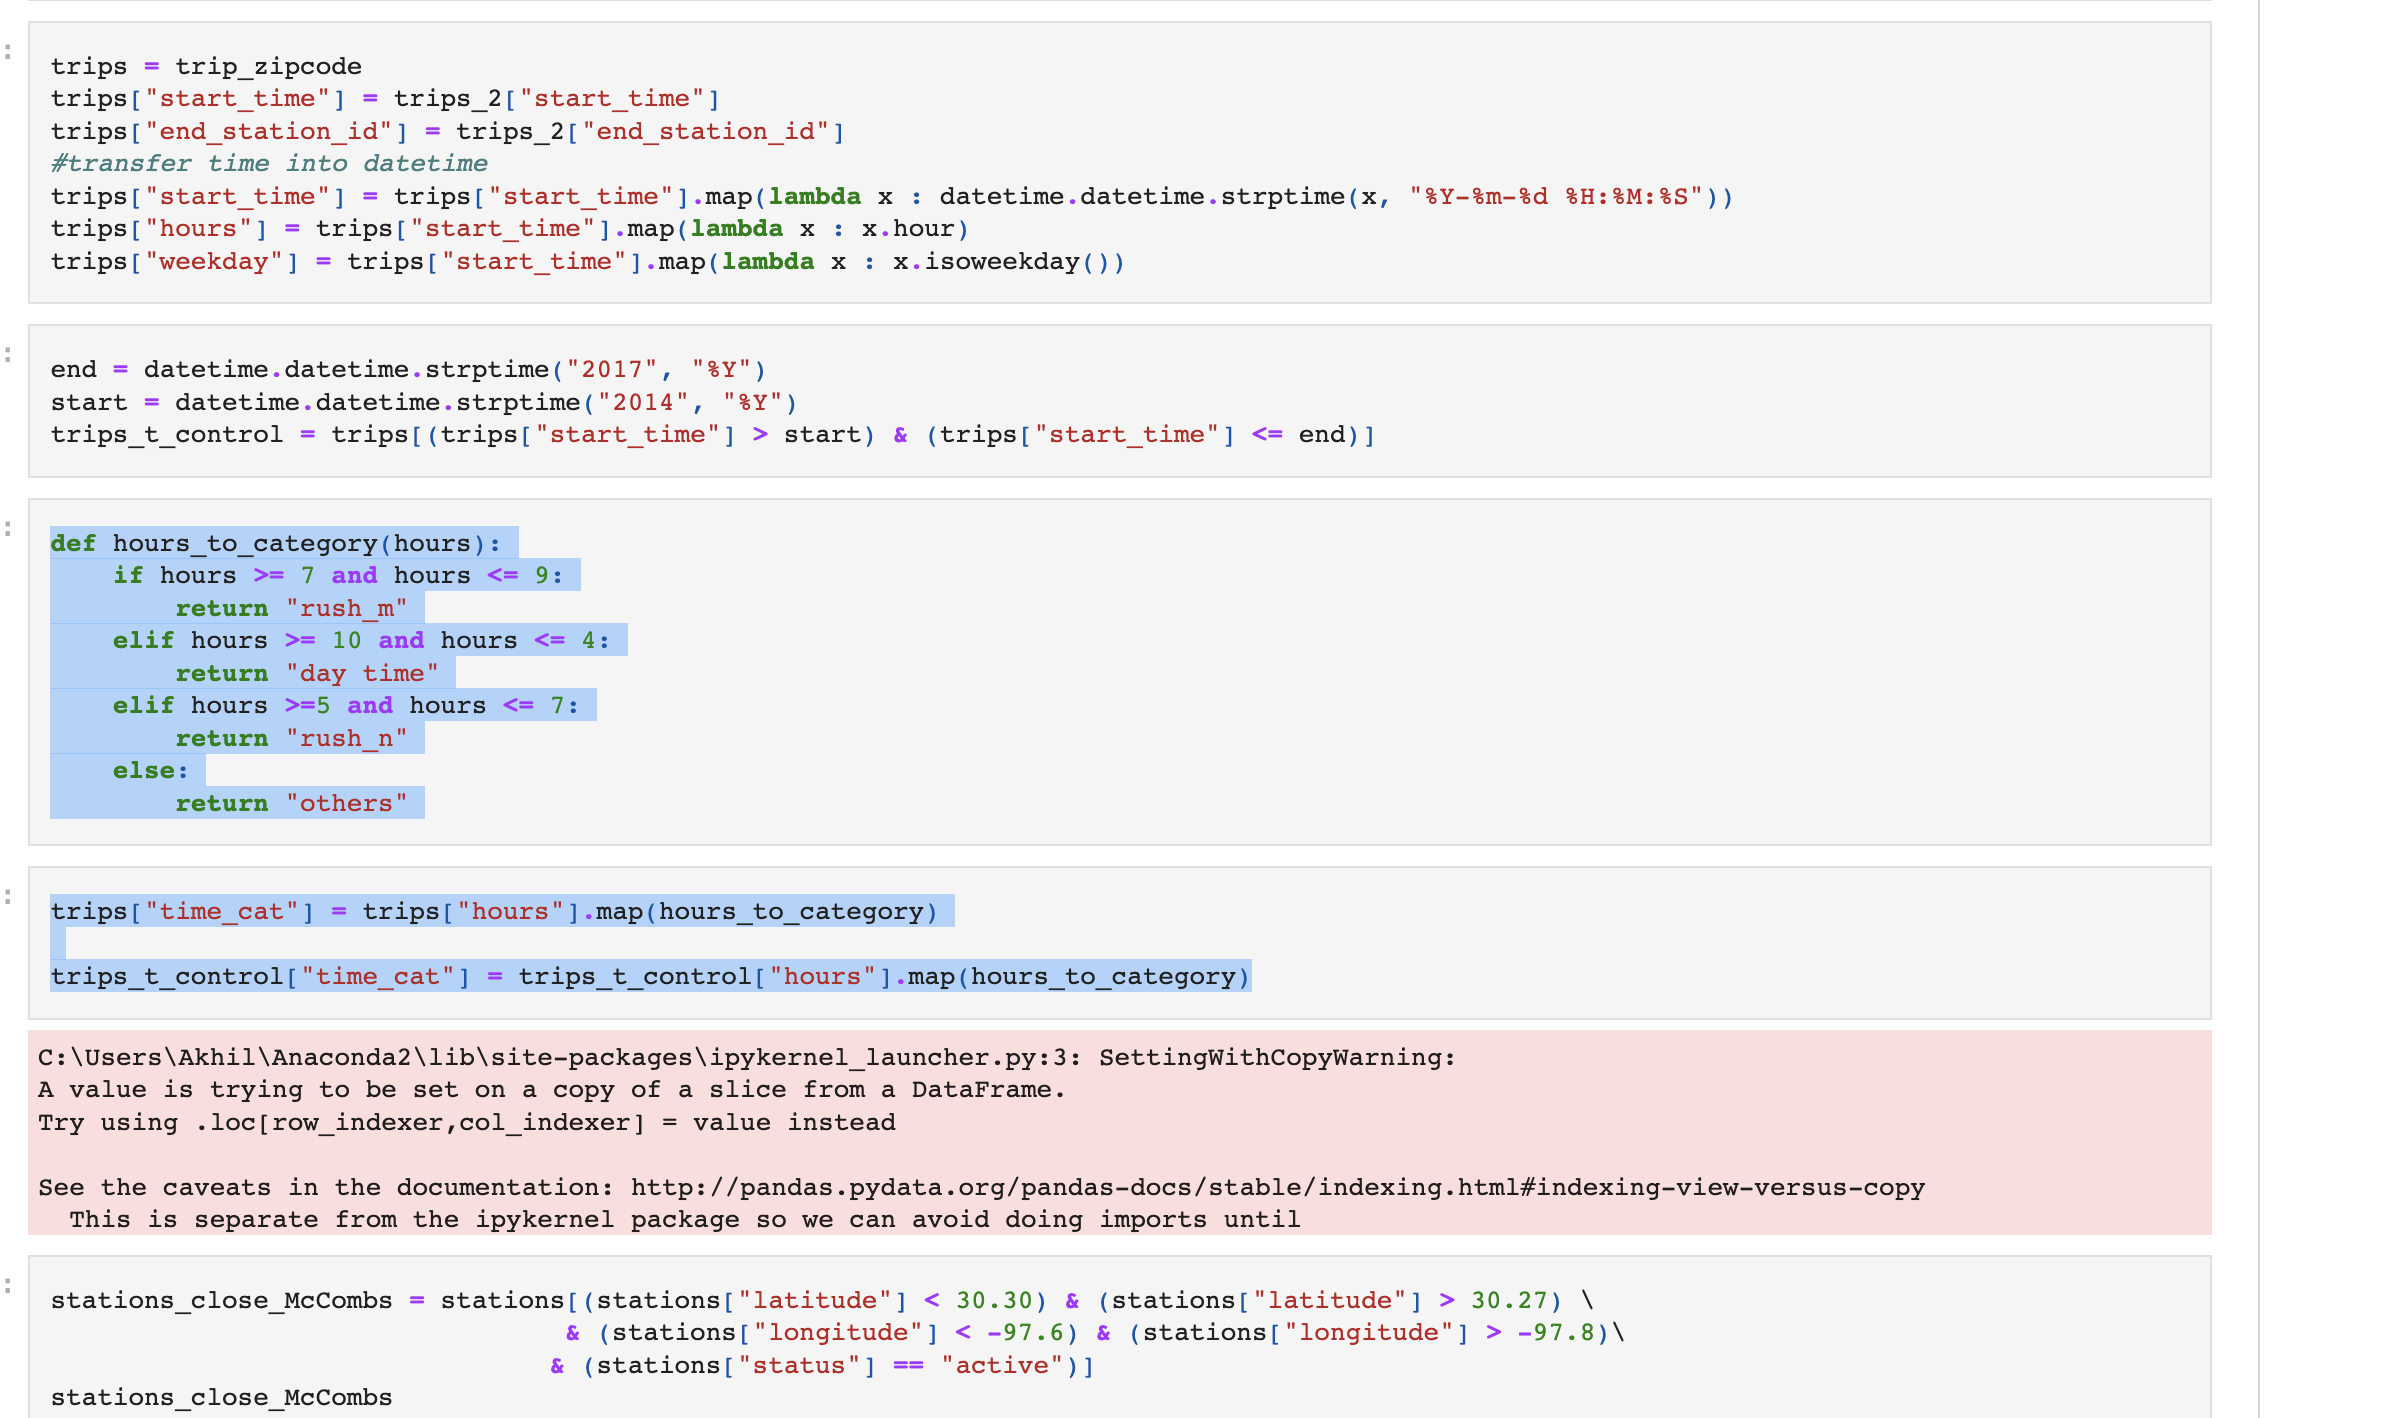 trips = trip_zipcode
trips["start_time"] = trips_2["start_time"]
trips["end_station_id"] = trips_2["end_station_id"]
#transfer time into datetime
trips["start_time"] = trips["start_time"].map(lambda x : datetime.datetime.strptime(x, "%Y-%m-%d %H:%M:%S"))
trips["hours"] = trips["start_time"].map(lambda x : x.hour)
trips["weekday"] = trips["start_time"].map(lambda x : x.isoweekday())
end = datetime.datetime.strptime("2017", "%Y")
start = datetime.datetime.strptime("2014", "%Y")
trips_t_control = trips[(trips["start_time"] > start) & (trips["start_time"] <= end)]
def hours_to_category(hours):
    if hours >= 7 and hours <= 9:
        return "rush_m"
    elif hours >= 10 and hours <= 4:
        return "day time"
    elif hours >=5 and hours <= 7:
        return "rush_n"
    else:
        return "others"
trips["time_cat"] = trips["hours"].map(hours_to_category)
trips_t_control["time_cat"] = trips_t_control["hours"].map(hours_to_category)
C:\Users\Akhil\Anaconda2\lib\site-packages\ipykernel_launcher.py:3: SettingWithCopyWarning:
A value is trying to be set on a copy of a slice from a DataFrame.
Try using .loc[row_indexer,col_indexer] = value instead
See the caveats in the documentation: http://pandas.pydata.org/pandas-docs/stable/indexing.html#indexing-view-versus-copy
  This is separate from the ipykernel package so we can avoid doing imports until
stations_close_McCombs = stations[(stations["latitude"] < 30.30) & (stations["latitude"] > 30.27) \
                                 & (stations["longitude"] < -97.6) & (stations["longitude"] > -97.8)\
                                & (stations["status"] == "active")]
stations_close_McCombs